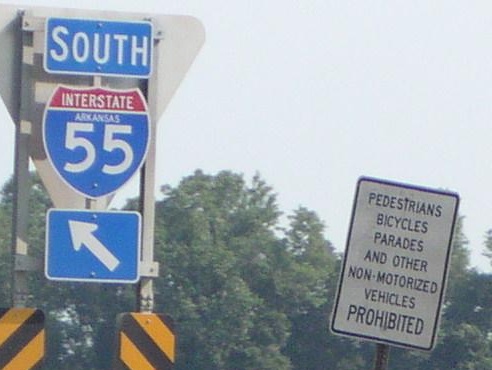 SOUTH
INTERSTATE
ARKANSAS
55
PEDESTRIANS
BICYCLES
PARADES
AND OTHER
NON-MOTORIZED
VEHICLES
PROHIBITED